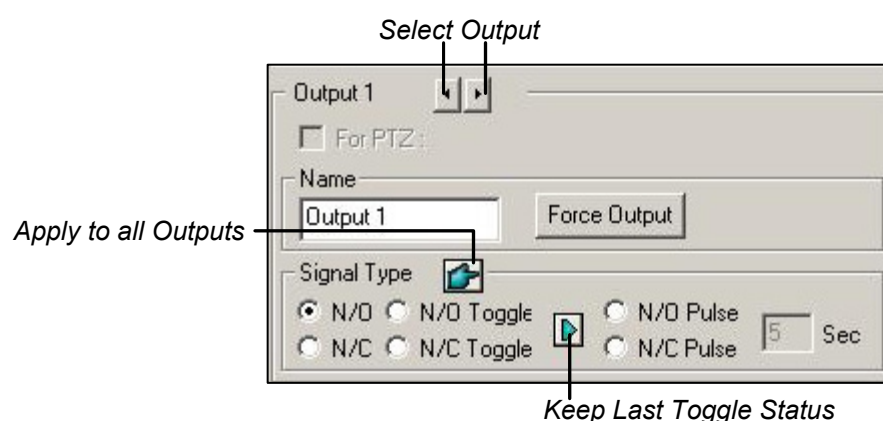 Select Output
Output 1
For PTZ :
Name
Output 1 Force Output
Apply to all Outputs
Signal Type
N/O N/O Toggle N/O Pulse
N/C N/C Toggle N/C Pulse 5 Sec
Keep Last Toggle Status